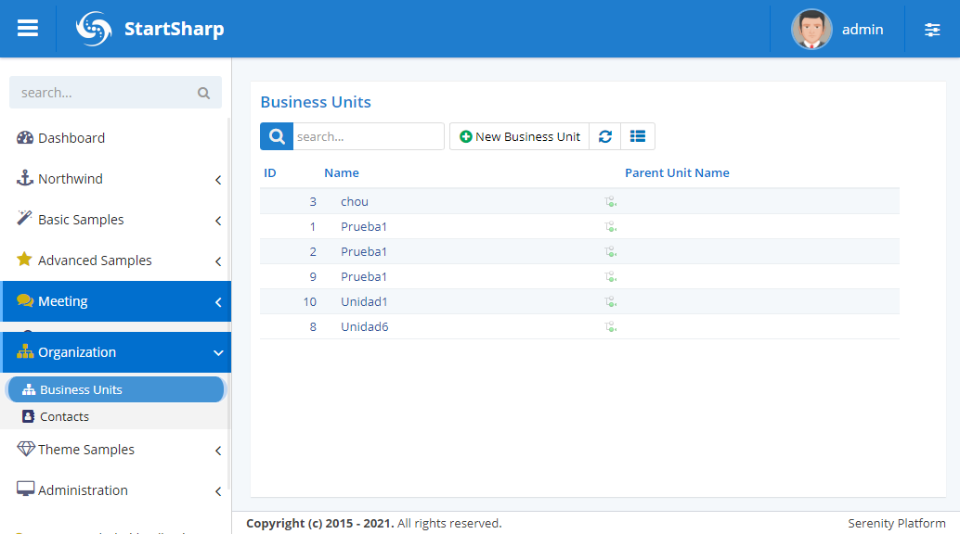 StartSharp
admin
search...
Dashboard
Northwind
Basic Samples
Advanced Samples
Meeting
Organization
Business Units
Contacts
Theme Samples
Administration
Business Units
search... New Business Unit
ID Name Parent Unit Name
3 chou
1 Prueba1
2 Prueba1
9 Prueba1
10 Unidad1
8 Unidad6
Copyright (c) 2015 - 2021. All rights reserved. Serenity Platform